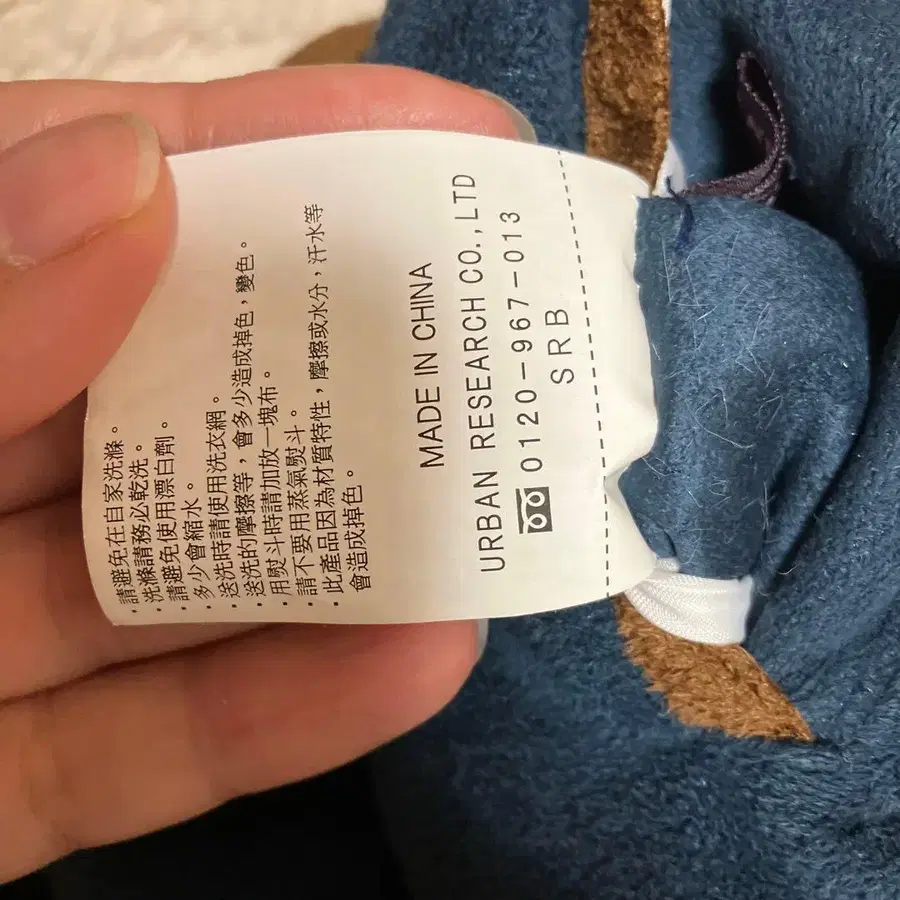 ・請避免在自家洗滌。
洗滌請務必乾洗。
・請避免使用漂白劑。
・多少會縮水。
・送洗時請使用洗衣網。
・送洗的摩擦等，會多少造成掉色，變色。
・用熨斗時請加放一塊布。
・請不要用蒸氣熨斗。
・此產品因為材質特性，摩擦或水分，汗水等
會造成掉色。
MADE IN CHINA
URBAN RESEARCH CO.,LTD
0120-967-013
SRB